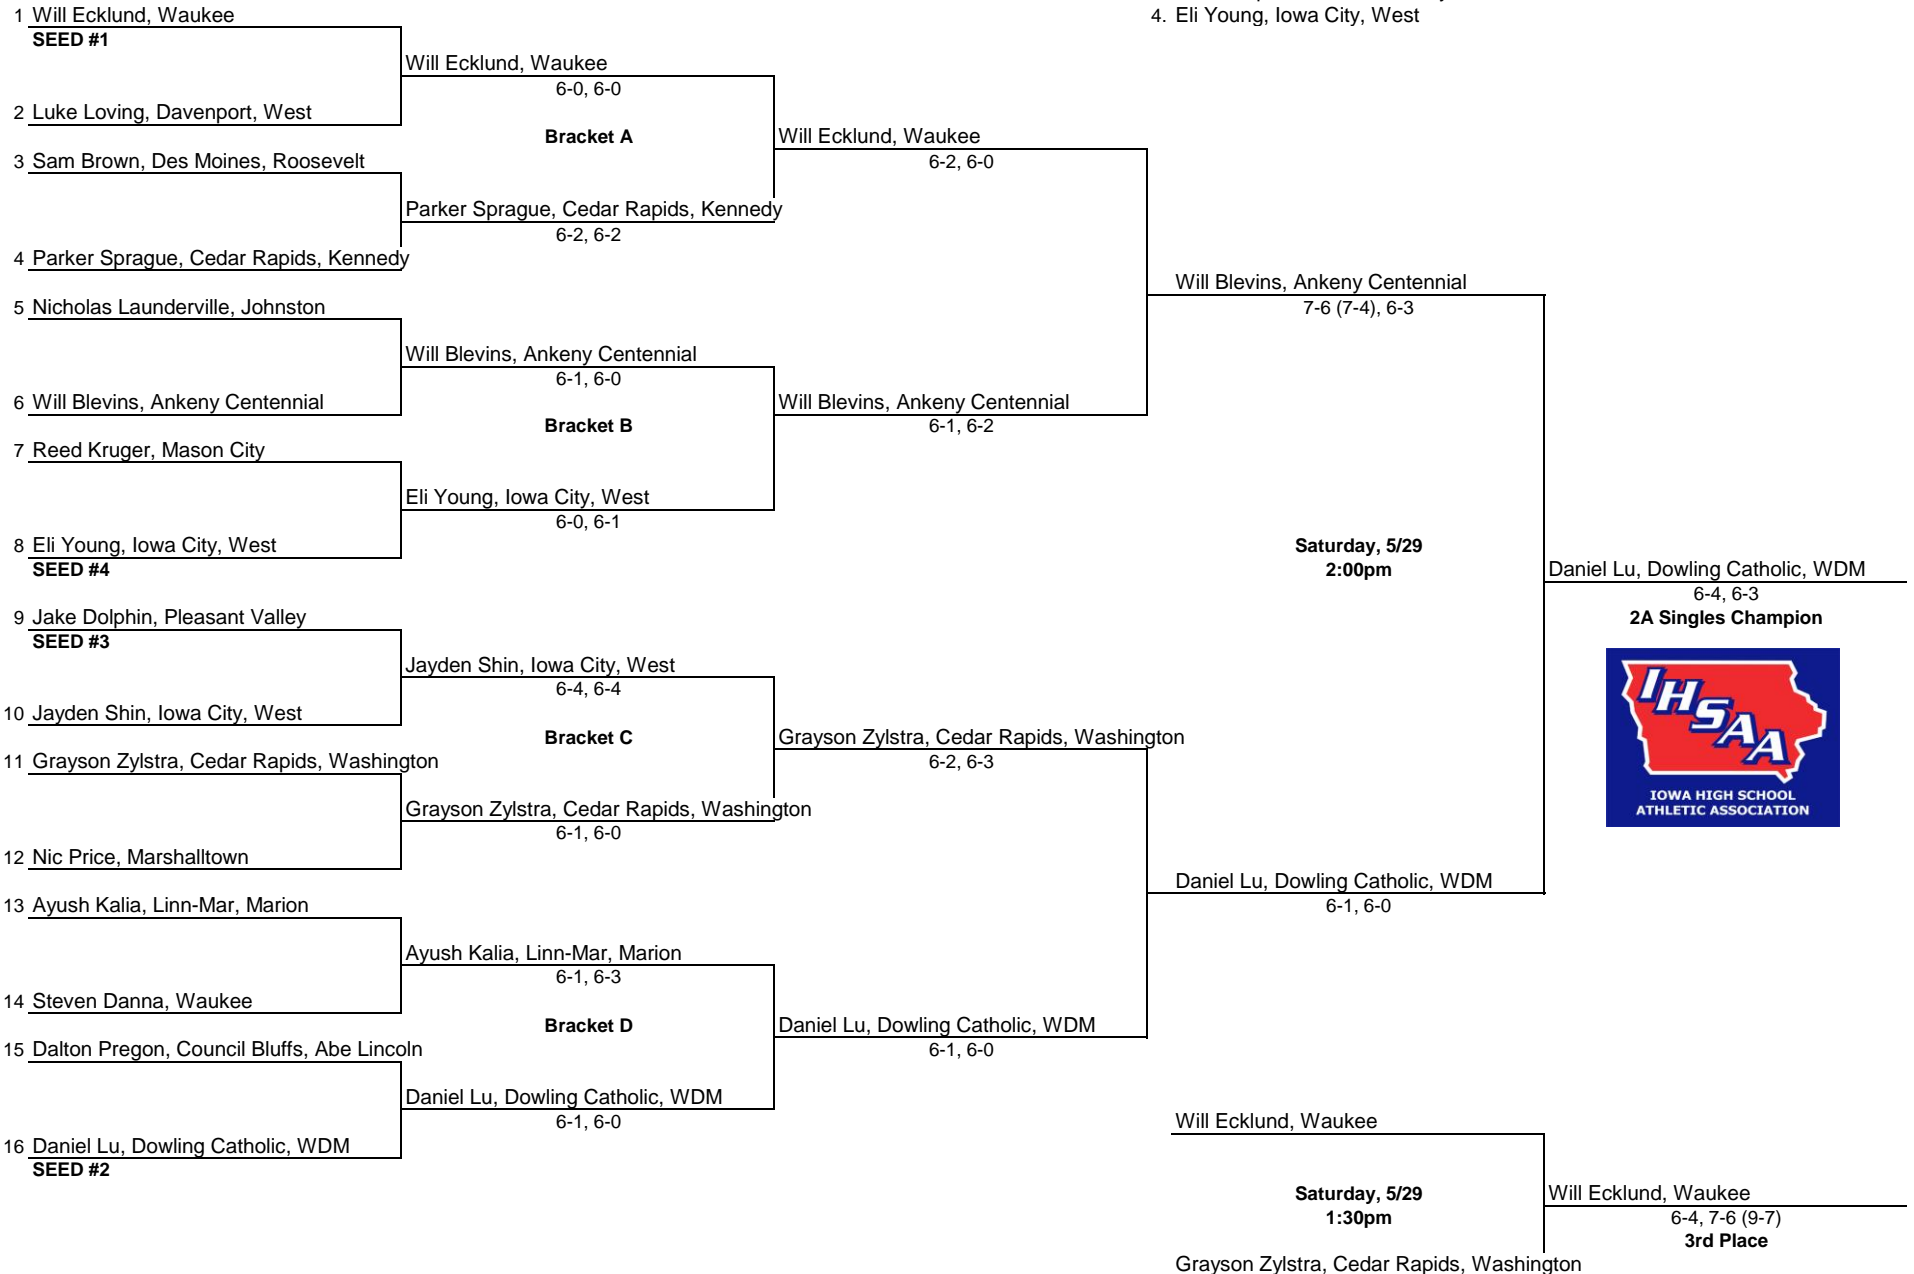 4. Eli Young, Iowa City, West
1 Will Ecklund, Waukee
SEED #1
Will Ecklund, Waukee
6-0, 6-0
2 Luke Loving, Davenport, West
Bracket A
Will Ecklund, Waukee
6-2, 6-0
3 Sam Brown, Des Moines, Roosevelt
Parker Sprague, Cedar Rapids, Kennedy
6-2, 6-2
4 Parker Sprague, Cedar Rapids, Kennedy
Will Blevins, Ankeny Centennial
7-6 (7-4), 6-3
5 Nicholas Launderville, Johnston
Will Blevins, Ankeny Centennial
6-1, 6-0
6 Will Blevins, Ankeny Centennial
Bracket B
Will Blevins, Ankeny Centennial
6-1, 6-2
7 Reed Kruger, Mason City
Eli Young, Iowa City, West
6-0, 6-1
8 Eli Young, Iowa City, West
SEED #4
Saturday, 5/29
2:00pm
Daniel Lu, Dowling Catholic, WDM
6-4, 6-3
2A Singles Champion
9 Jake Dolphin, Pleasant Valley
SEED #3
Jayden Shin, Iowa City, West
6-4, 6-4
10 Jayden Shin, Iowa City, West
Bracket C
Grayson Zylstra, Cedar Rapids, Washington
6-2, 6-3
IHSAA
IOWA HIGH SCHOOL
ATHLETIC ASSOCIATION
11 Grayson Zylstra, Cedar Rapids, Washington
Grayson Zylstra, Cedar Rapids, Washington
6-1, 6-0
12 Nic Price, Marshalltown
Daniel Lu, Dowling Catholic, WDM
6-1, 6-0
13 Ayush Kalia, Linn-Mar, Marion
Ayush Kalia, Linn-Mar, Marion
6-1, 6-3
14 Steven Danna, Waukee
Bracket D
Daniel Lu, Dowling Catholic, WDM
6-1, 6-0
15 Dalton Pregon, Council Bluffs, Abe Lincoln
Daniel Lu, Dowling Catholic, WDM
6-1, 6-0
16 Daniel Lu, Dowling Catholic, WDM
SEED #2
Will Ecklund, Waukee
Saturday, 5/29
1:30pm
Will Ecklund, Waukee
6-4, 7-6 (9-7)
3rd Place
Grayson Zylstra, Cedar Rapids, Washington